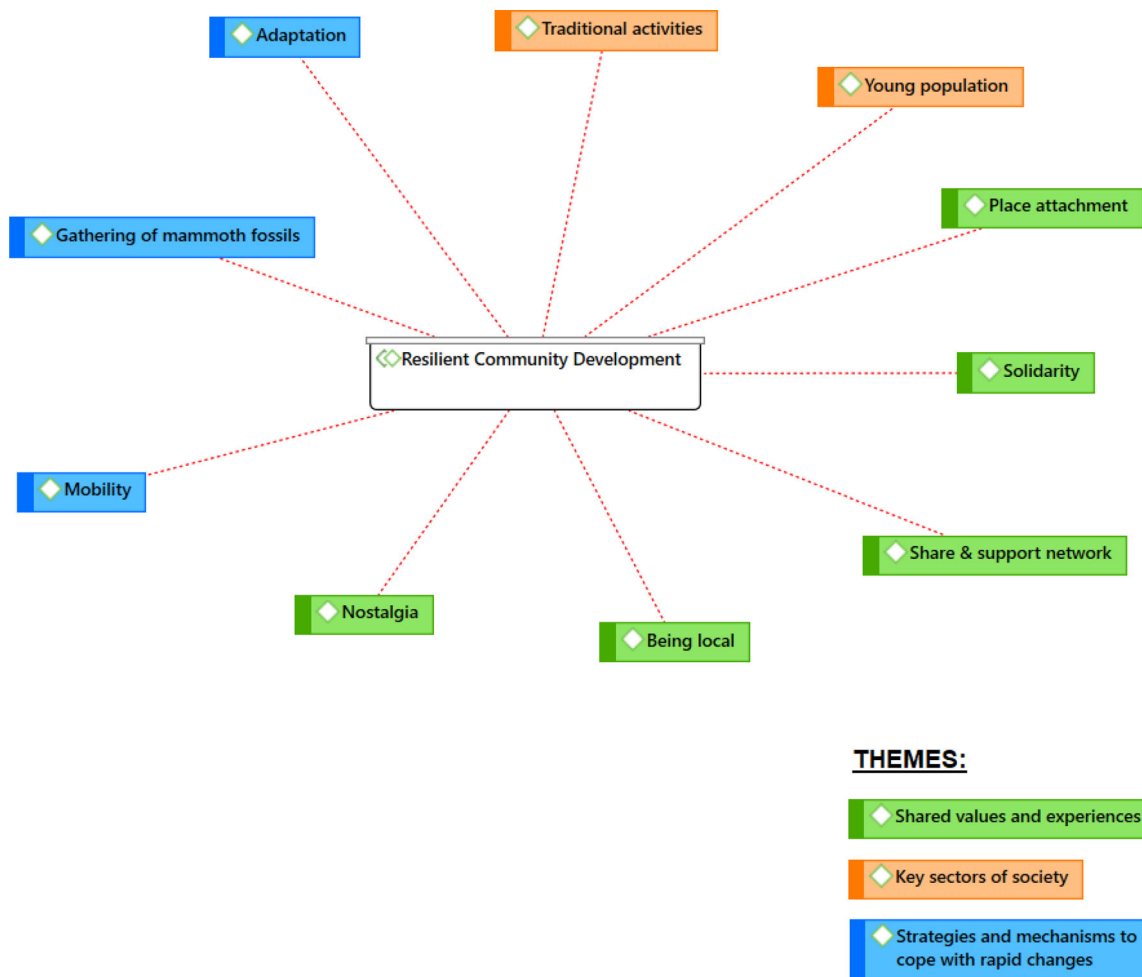 Traditional activities
Adaptation
Young population
Place attachment
Gathering of mammoth fossils
Resilient Community Development
Solidarity
Mobility
Share & support network
Nostalgia
Being local
THEMES:
Shared values and experiences
Key sectors of society
Strategies and mechanisms to
cope with rapid changes